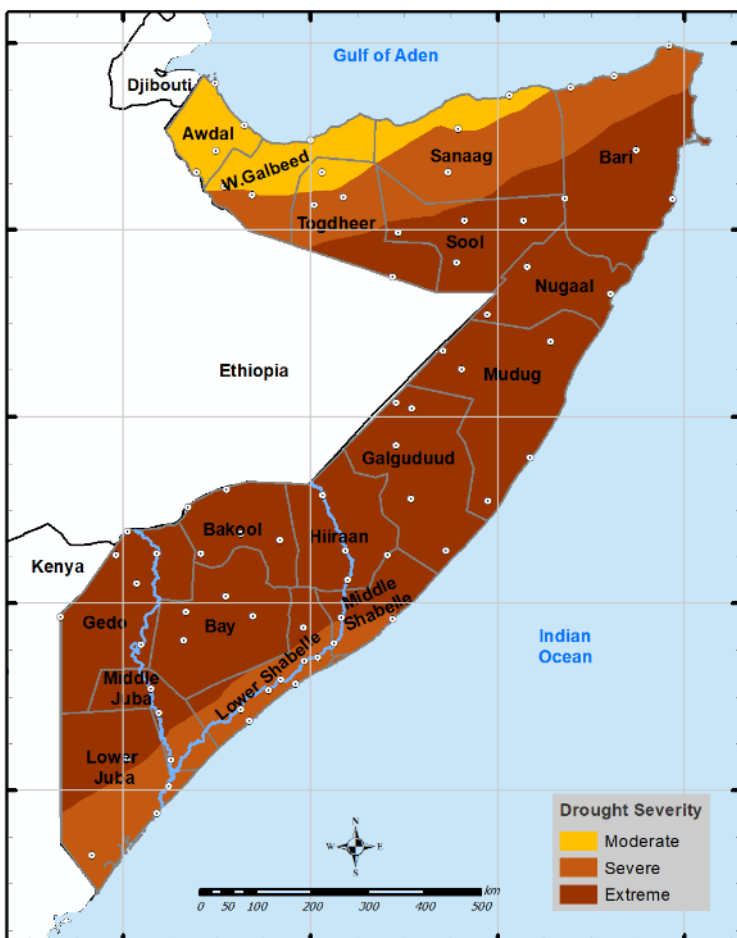 Gulf of Aden
Djibouti
Awdal
Sanaag
Bari
W.Galbeed
Togdheer
Sool
Nugaal
Ethiopia
Mudug
Galguduud
Bakool
Hiiraan
Kenya
Middle
Shabelle
Gedo
Bay
Indian
Ocean
Lower Shabelle
Middle
Juba
Lower
Juba
Drought Severity
Moderate
Severe
Extreme
N
W E
S
km
0 50 100 200 300 400 500